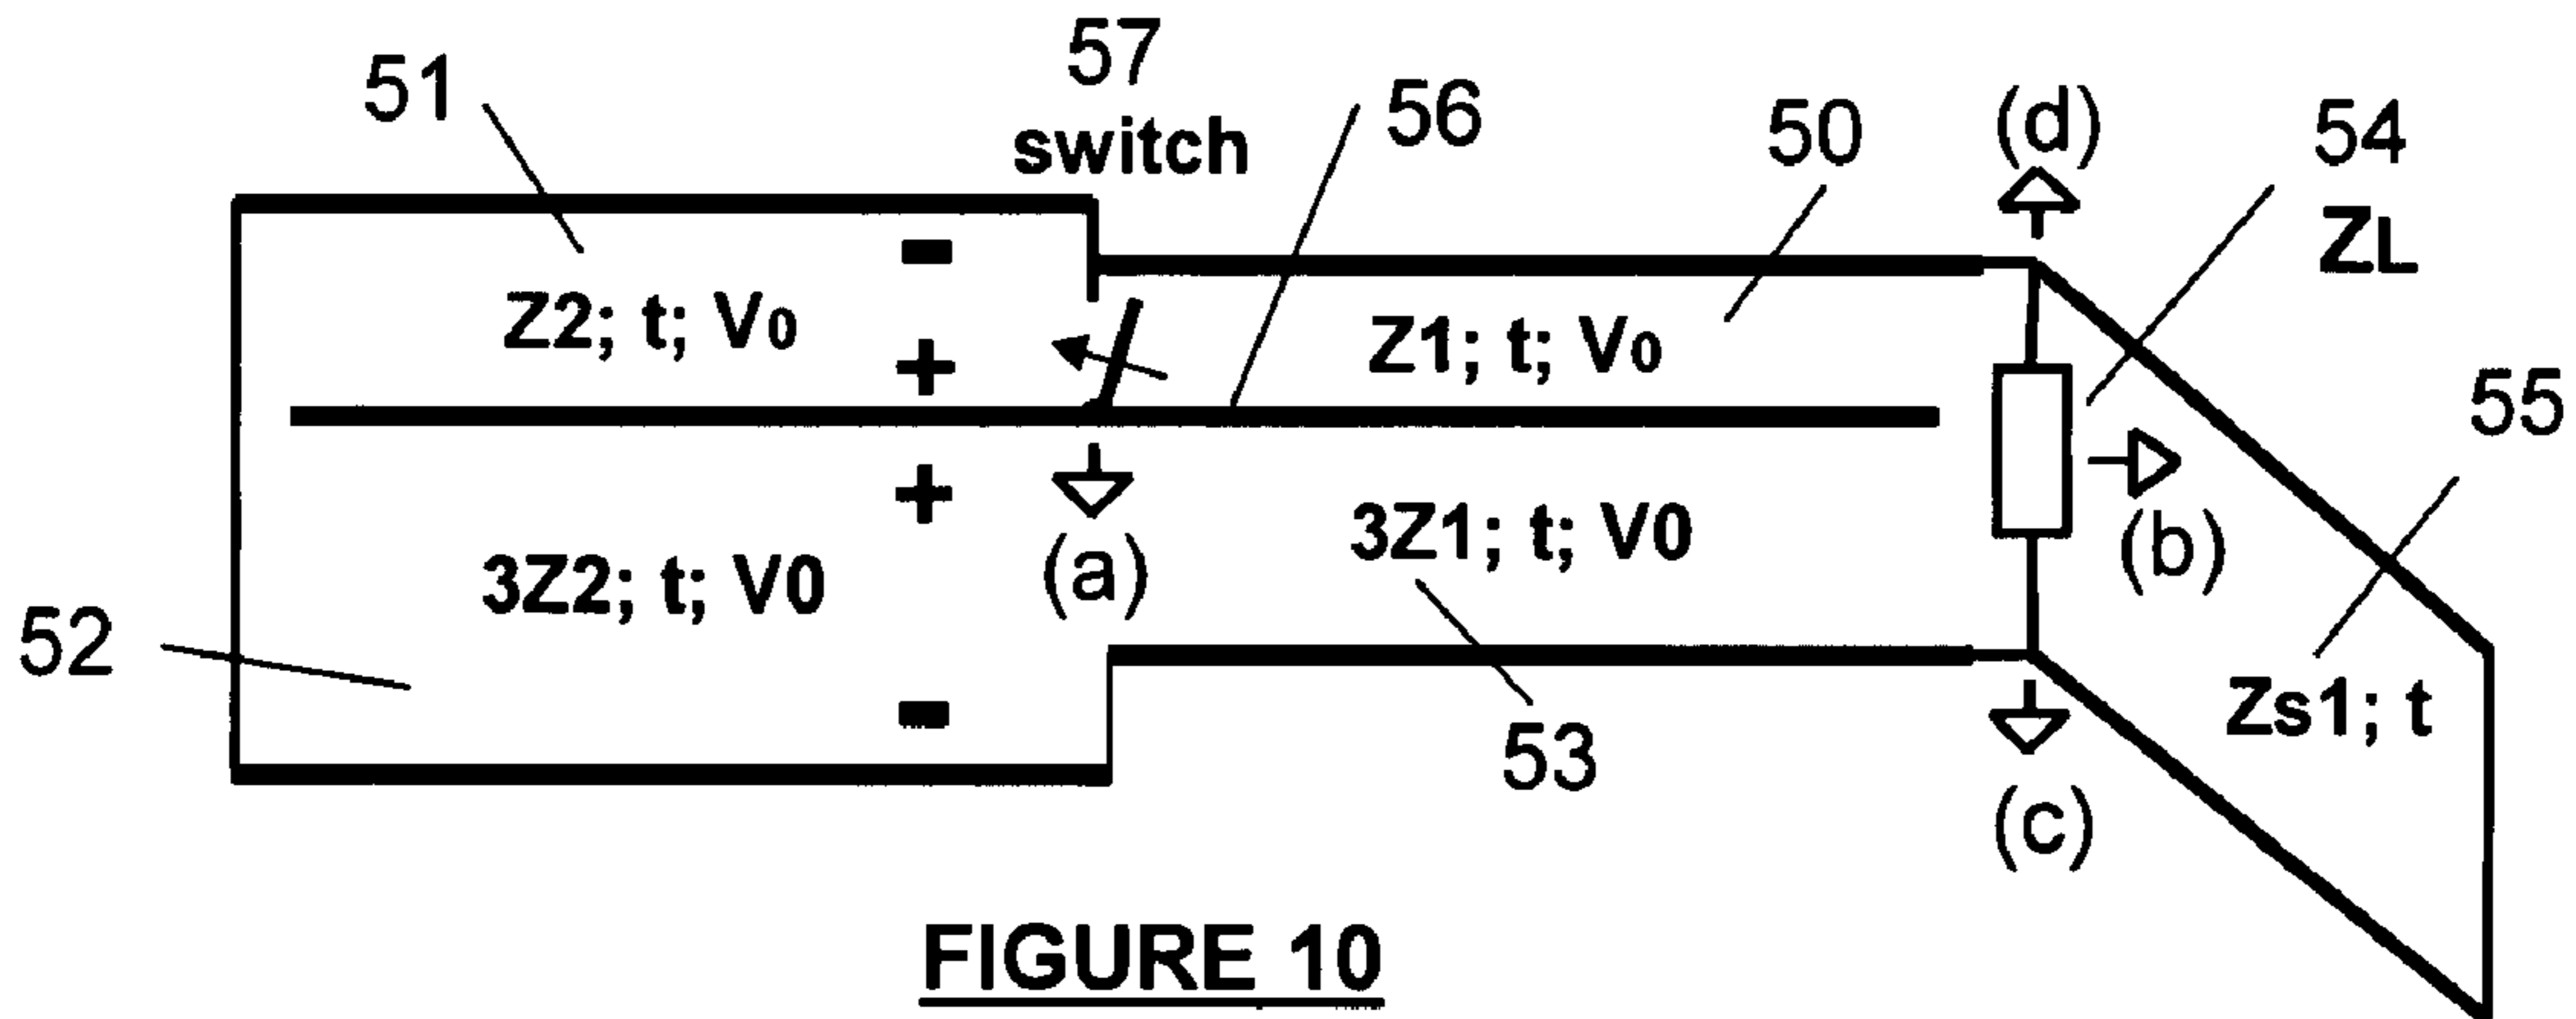 57
switch
51
56
50
(d)
54
ZL
Z2; t; V0
-
+
Z1; t; V0
55
+
(a)
3Z2; t; V0
-
3Z1; t; V0
(b)
52
53
(c)
Zs1; t
FIGURE 10